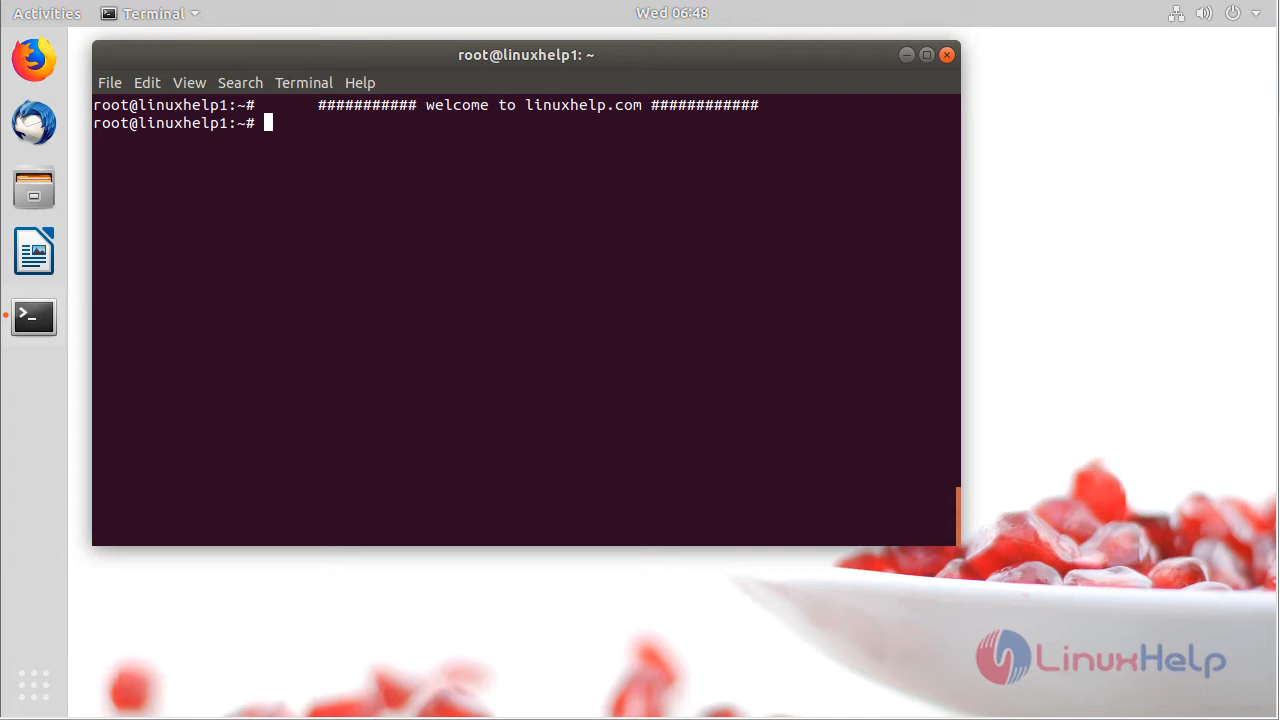 Activities Terminal Wed 06:48
root@linuxhelp1: ~
File Edit View Search Terminal Help
root@linuxhelp1:~# ########### welcome to linuxhelp.com ############
root@linuxhelp1:~#
LinuxHelp